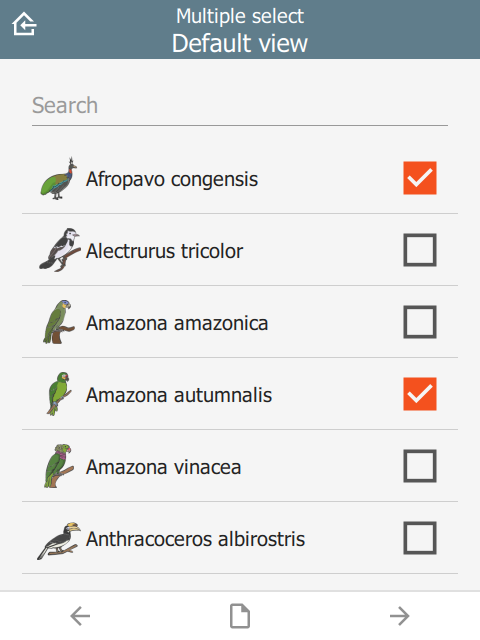 Multiple select
Default view
Search
Afropavo congensis
Alectrurus tricolor
Amazona amazonica
Amazona autumnalis
Amazona vinacea
Anthracoceros albirostris